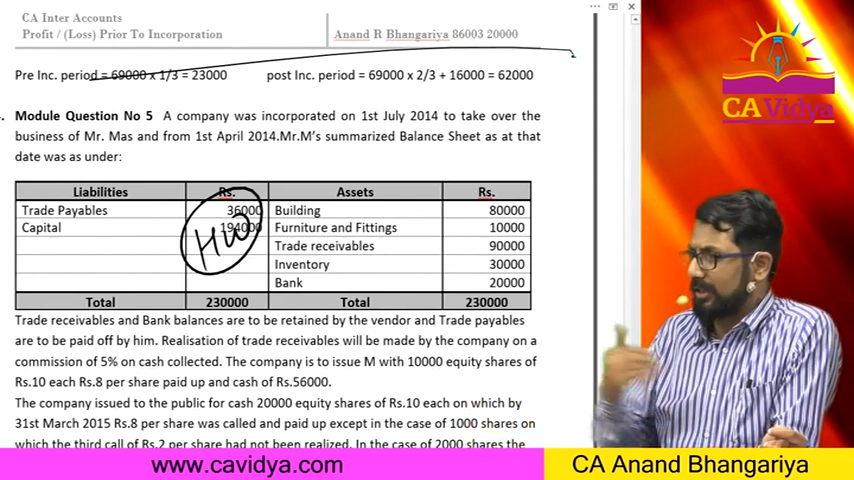 CA Inter Accounts
Profit / (Loss) Prior To Incorporation
Anand R Bhangariya 86003 20000
Pre Inc. period = 69000 x 1/3 = 23000 post Inc. period = 69000 x 2/3 + 16000 = 62000
Module Question No 5 A company was incorporated on 1st July 2014 to take over the
business of Mr. Mas and from 1st April 2014.Mr.M's summarized Balance Sheet as at that
date was as under:
Liabilities Rs. Assets Rs.
Trade Payables 36000 Building 80000
Capital 194000 Furniture and Fittings 10000
Trade receivables 90000
Inventory 30000
Bank 20000
Total 230000 Total 230000
HW
Trade receivables and Bank balances are to be retained by the vendor and Trade payables
are to be paid off by him. Realisation of trade receivables will be made by the company on a
commission of 5% on cash collected. The company is to issue M with 10000 equity shares of
Rs.10 each Rs.8 per share paid up and cash of Rs.56000.
The company issued to the public for cash 20000 equity shares of Rs.10 each on which by
31st March 2015 Rs.8 per share was called and paid up except in the case of 1000 shares on
which the third call of Rs.2 per share had not been realized. In the case of 2000 shares the
CA Vidya
www.cavidya.com
CA Anand Bhangariya